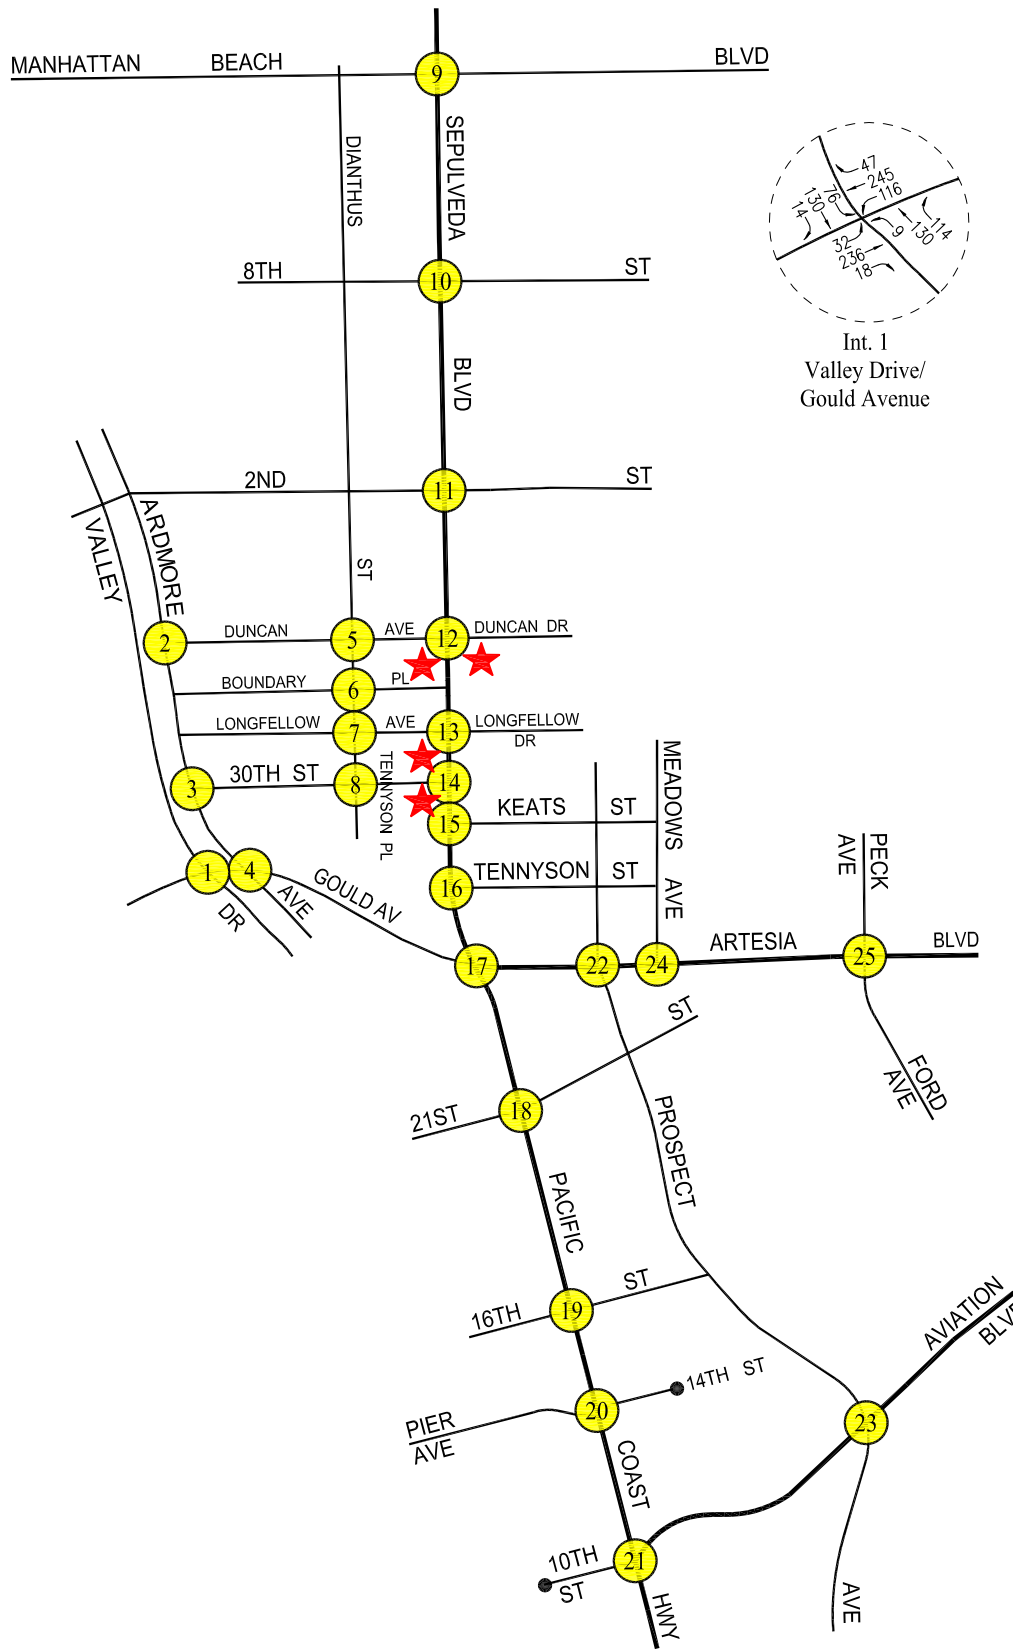 MANHATTAN BEACH BLVD
9
DIANTHUS
SEPULVEDA
47
245
116
76
130
14
32
236
18
9
130
114
Int. 1
Valley Drive/
Gould Avenue
8TH ST
10
BLVD
2ND ST
11
VALLEY
ARDMORE
ST
2
DUNCAN
5
AVE
12
DUNCAN DR
BOUNDARY
6
PL
LONGFELLOW
7
AVE
13
LONGFELLOW
DR
3
30TH ST
8
TENNYSON PL
14
MEADOWS
AVE
KEATS ST
15
TENNYSON ST
16
PECK
AVE
1
4
DR
AVE
GOULD AV
17
22
24
ARTESIA
25
BLVD
FORD
AVE
21ST
18
ST
PROSPECT
PACIFIC
16TH
19
ST
AVIATION
BLV
14TH ST
PIER
AVE
20
23
COAST
10TH
ST
21
HWY
AVE